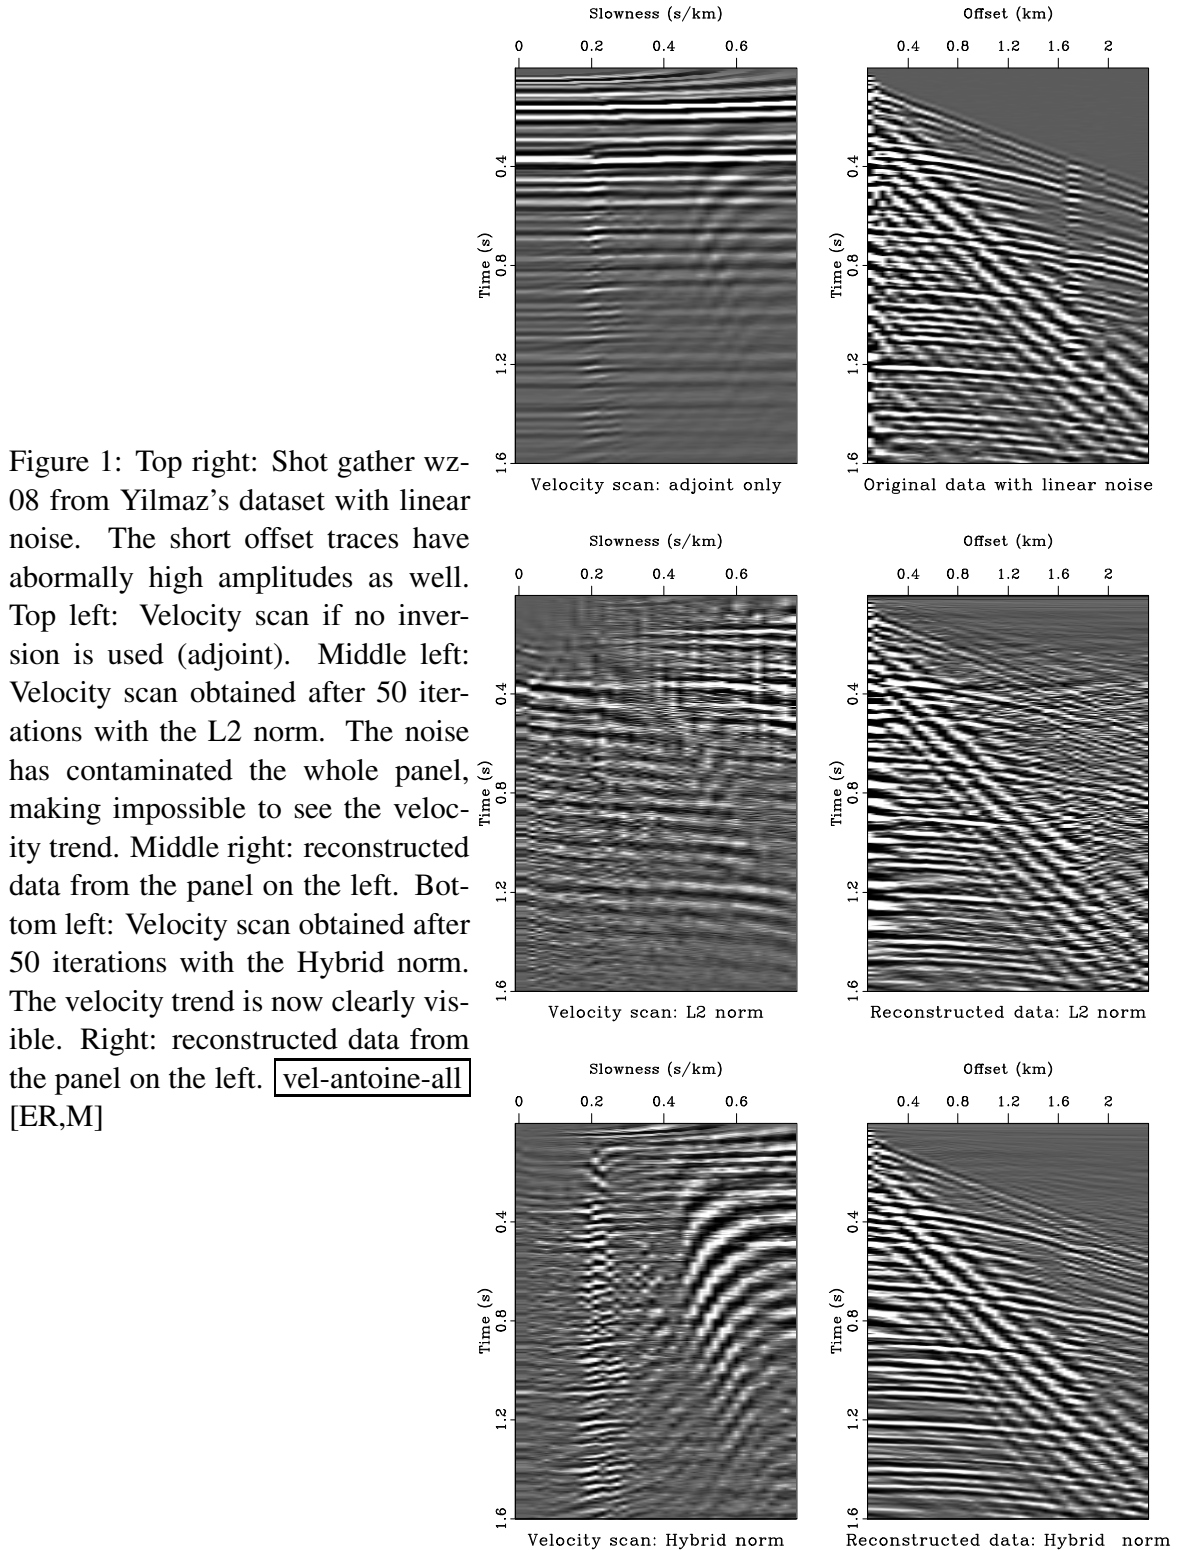 Figure 1: Top right: Shot gather wz-
08 from Yilmaz's dataset with linear
noise. The short offset traces have
abormally high amplitudes as well.
Top left: Velocity scan if no inver-
sion is used (adjoint). Middle left:
Velocity scan obtained after 50 iter-
ations with the L2 norm. The noise
has contaminated the whole panel,
making impossible to see the veloc-
ity trend. Middle right: reconstructed
data from the panel on the left. Bot-
tom left: Velocity scan obtained after
50 iterations with the Hybrid norm.
The velocity trend is now clearly vis-
ible. Right: reconstructed data from
the panel on the left. vel-antoine-all
[ER,M]
Slowness (s/km)
0 0.2 0.4 0.6
Time (s)
0.4 0.8 1.2 1.6
Velocity scan: adjoint only
Offset (km)
0.4 0.8 1.2 1.6 2
Time (s)
0.4 0.8 1.2 1.6
Original data with linear noise
Slowness (s/km)
0 0.2 0.4 0.6
Time (s)
0.4 0.8 1.2 1.6
Velocity scan: L2 norm
Offset (km)
0.4 0.8 1.2 1.6 2
Time (s)
0.4 0.8 1.2 1.6
Reconstructed data: L2 norm
Slowness (s/km)
0 0.2 0.4 0.6
Time (s)
0.4 0.8 1.2 1.6
Velocity scan: Hybrid norm
Offset (km)
0.4 0.8 1.2 1.6 2
Time (s)
0.4 0.8 1.2 1.6
Reconstructed data: Hybrid norm